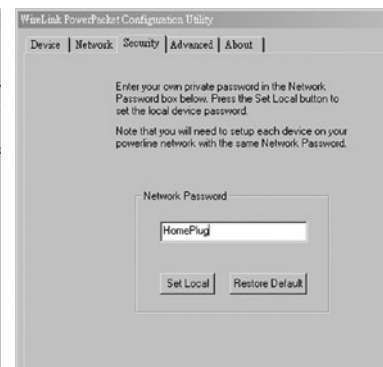 WireLink PowerPacket Configuration Utility
Device | Network | Security | Advanced | About |
Enter your own private password in the Network
Password box below. Press the Set Local button to
set the local device password.
Note that you will need to setup each device on your
powerline network with the same Network Password.
Network Password
HomePlug
Set Local Restore Default